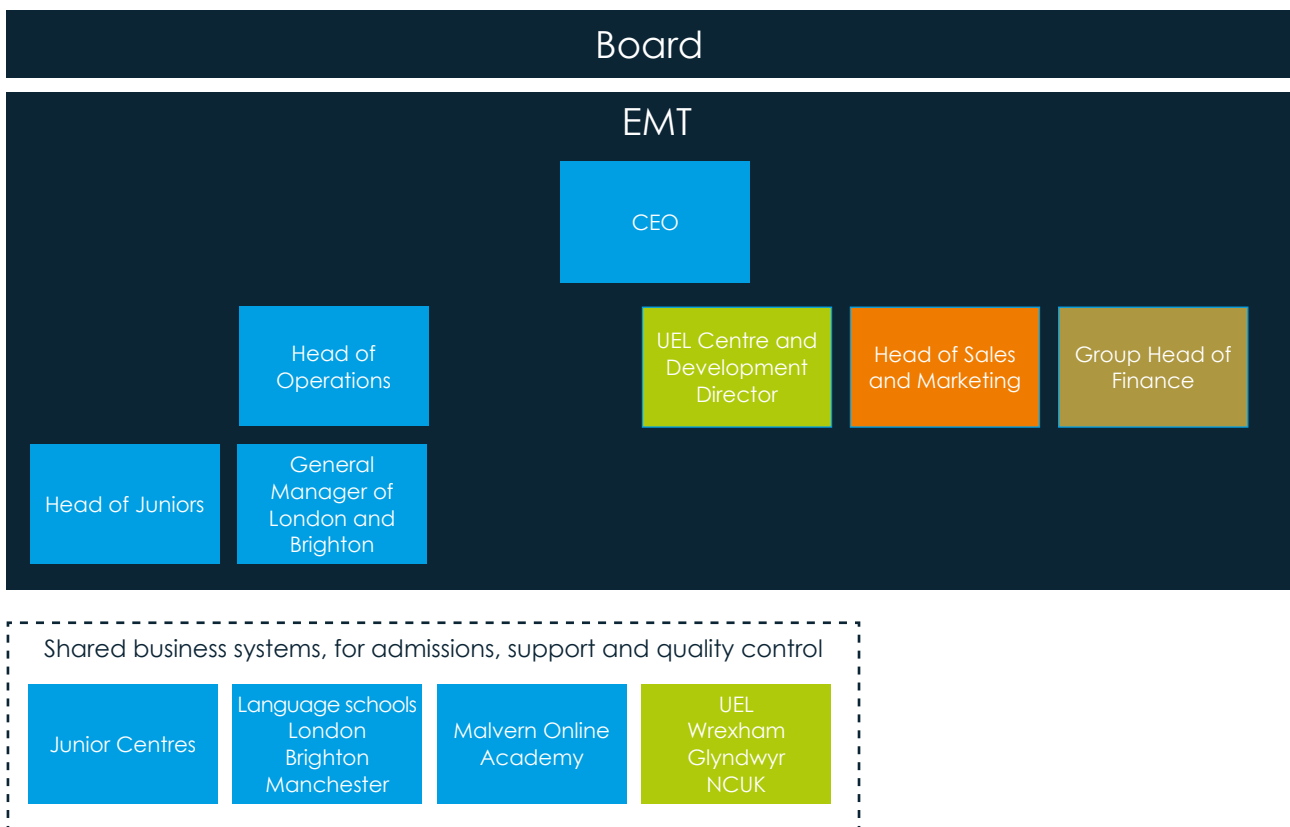 Board
EMT
CEO
Head of
Operations
UEL Centre and
Development
Director
Head of Sales
and Marketing
Group Head of
Finance
Head of Juniors
General
Manager of
London and
Brighton
Shared business systems, for admissions, support and quality control
Junior Centres
Language schools
London
Brighton
Manchester
Malvern Online
Academy
UEL
Wrexham
Glyndwyr
NCUK